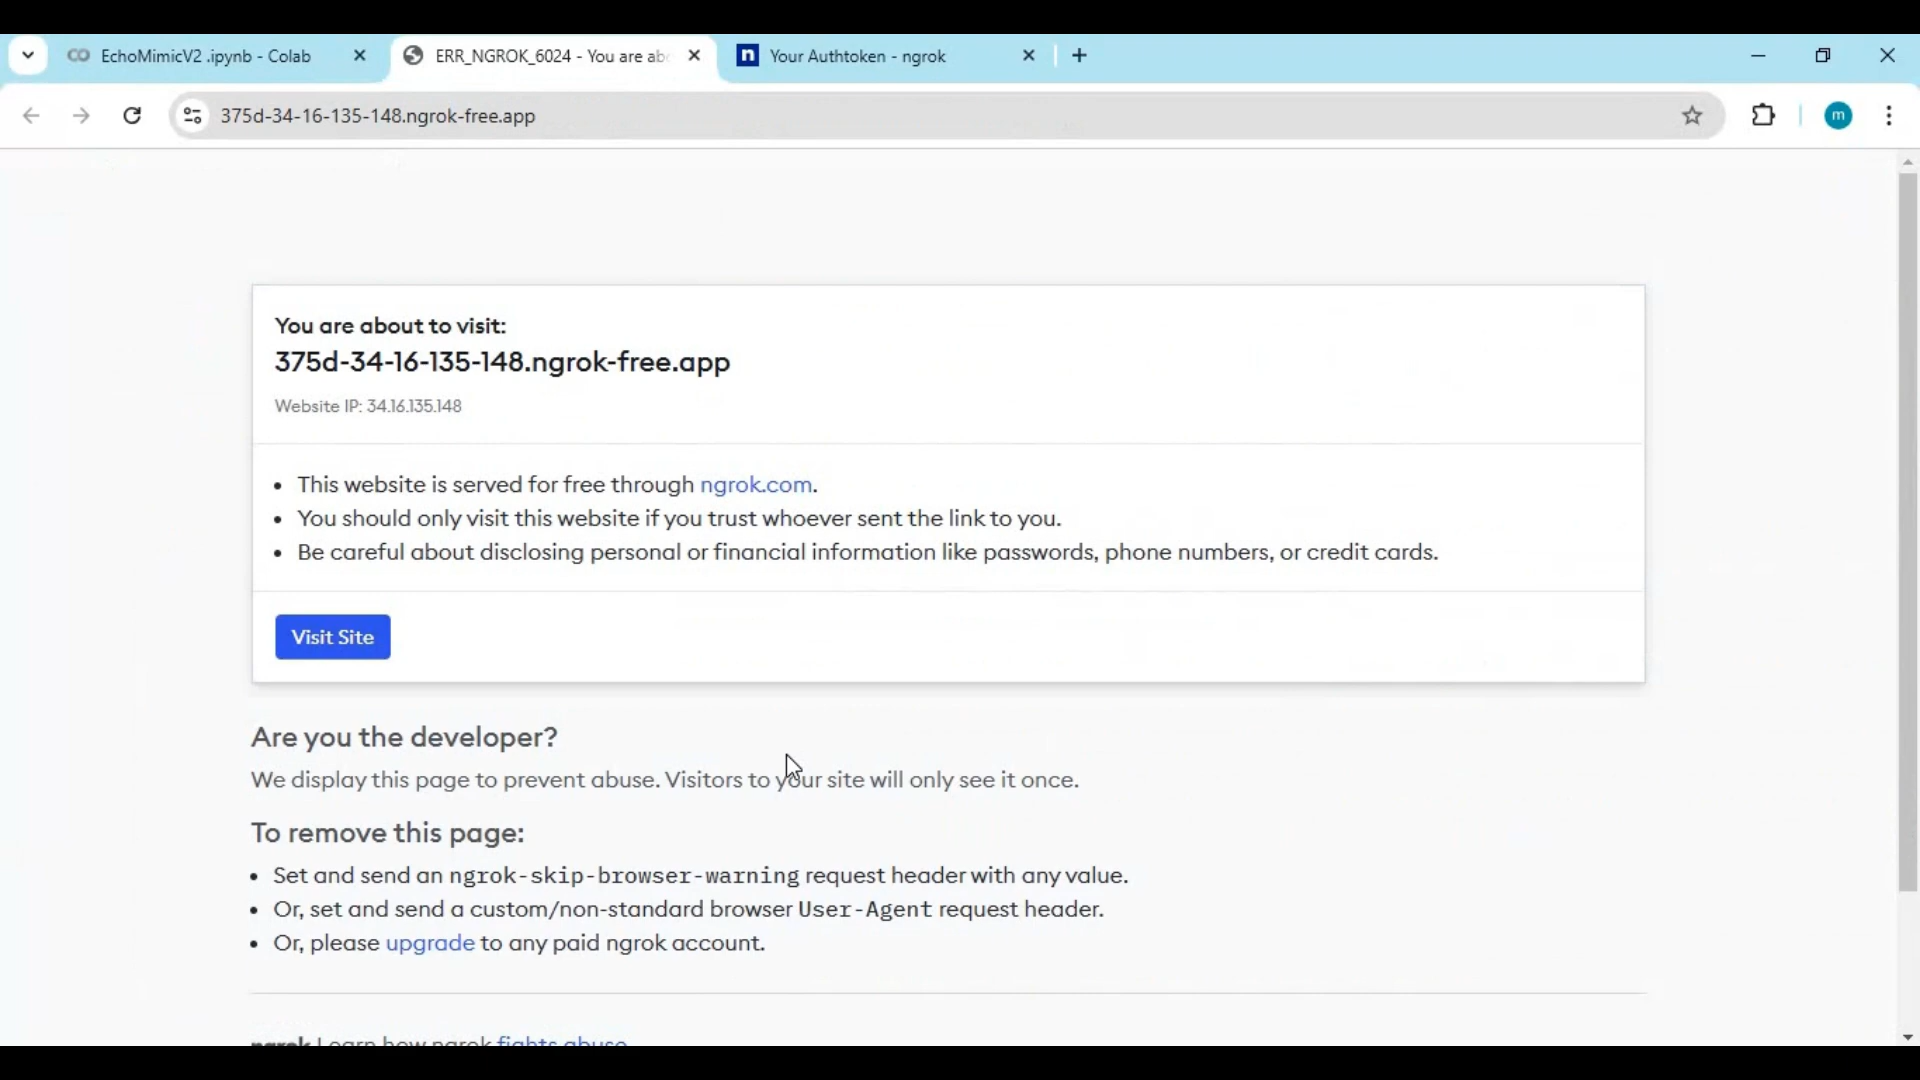 EchoMimicV2 .ipynb - Colab
ERR_NGROK_6024 - You are abo
n Your Authtoken - ngrok
375d-34-16-135-148.ngrok-free.app
m
You are about to visit:
375d-34-16-135-148.ngrok-free.app
Website IP: 34.16.135.148
• This website is served for free through ngrok.com.
• You should only visit this website if you trust whoever sent the link to you.
• Be careful about disclosing personal or financial information like passwords, phone numbers, or credit cards.
Visit Site
Are you the developer?
We display this page to prevent abuse. Visitors to your site will only see it once.
To remove this page:
• Set and send an ngrok-skip-browser-warning request header with any value.
• Or, set and send a custom/non-standard browser User-Agent request header.
• Or, please upgrade to any paid ngrok account.
ngrok Learn how ngrok fights abuse.